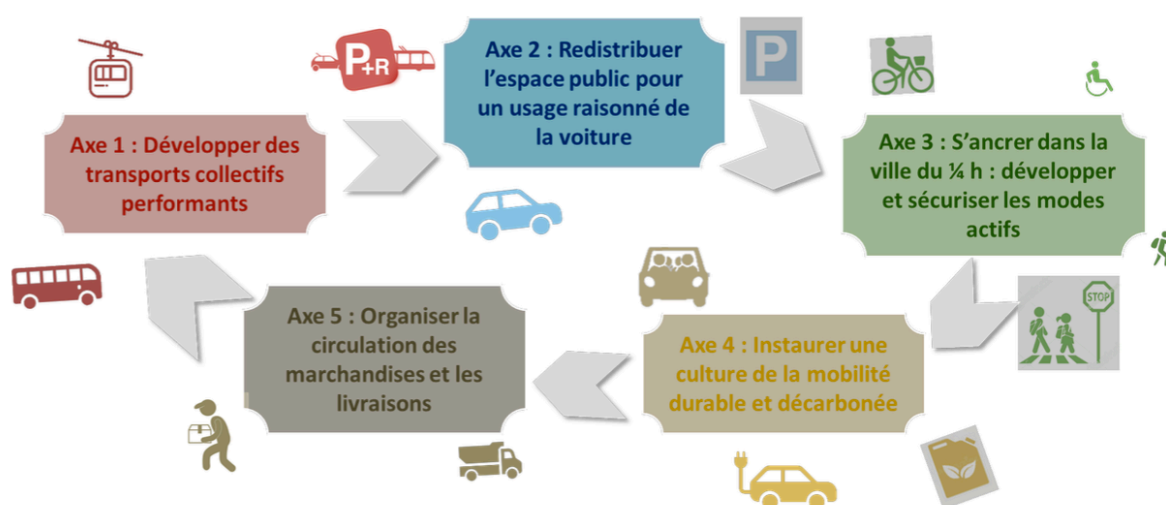 P+R
Axe 2 : Redistribuer
l'espace public pour
un usage raisonné de
la voiture
P
Axe 1 : Développer des
transports collectifs
performants
Axe 3 : S'ancrer dans la
ville du ¼ h : développer
et sécuriser les modes
actifs
STOP
Axe 5 : Organiser la
circulation des
marchandises et les
livraisons
Axe 4 : Instaurer une
culture de la mobilité
durable et décarbonée